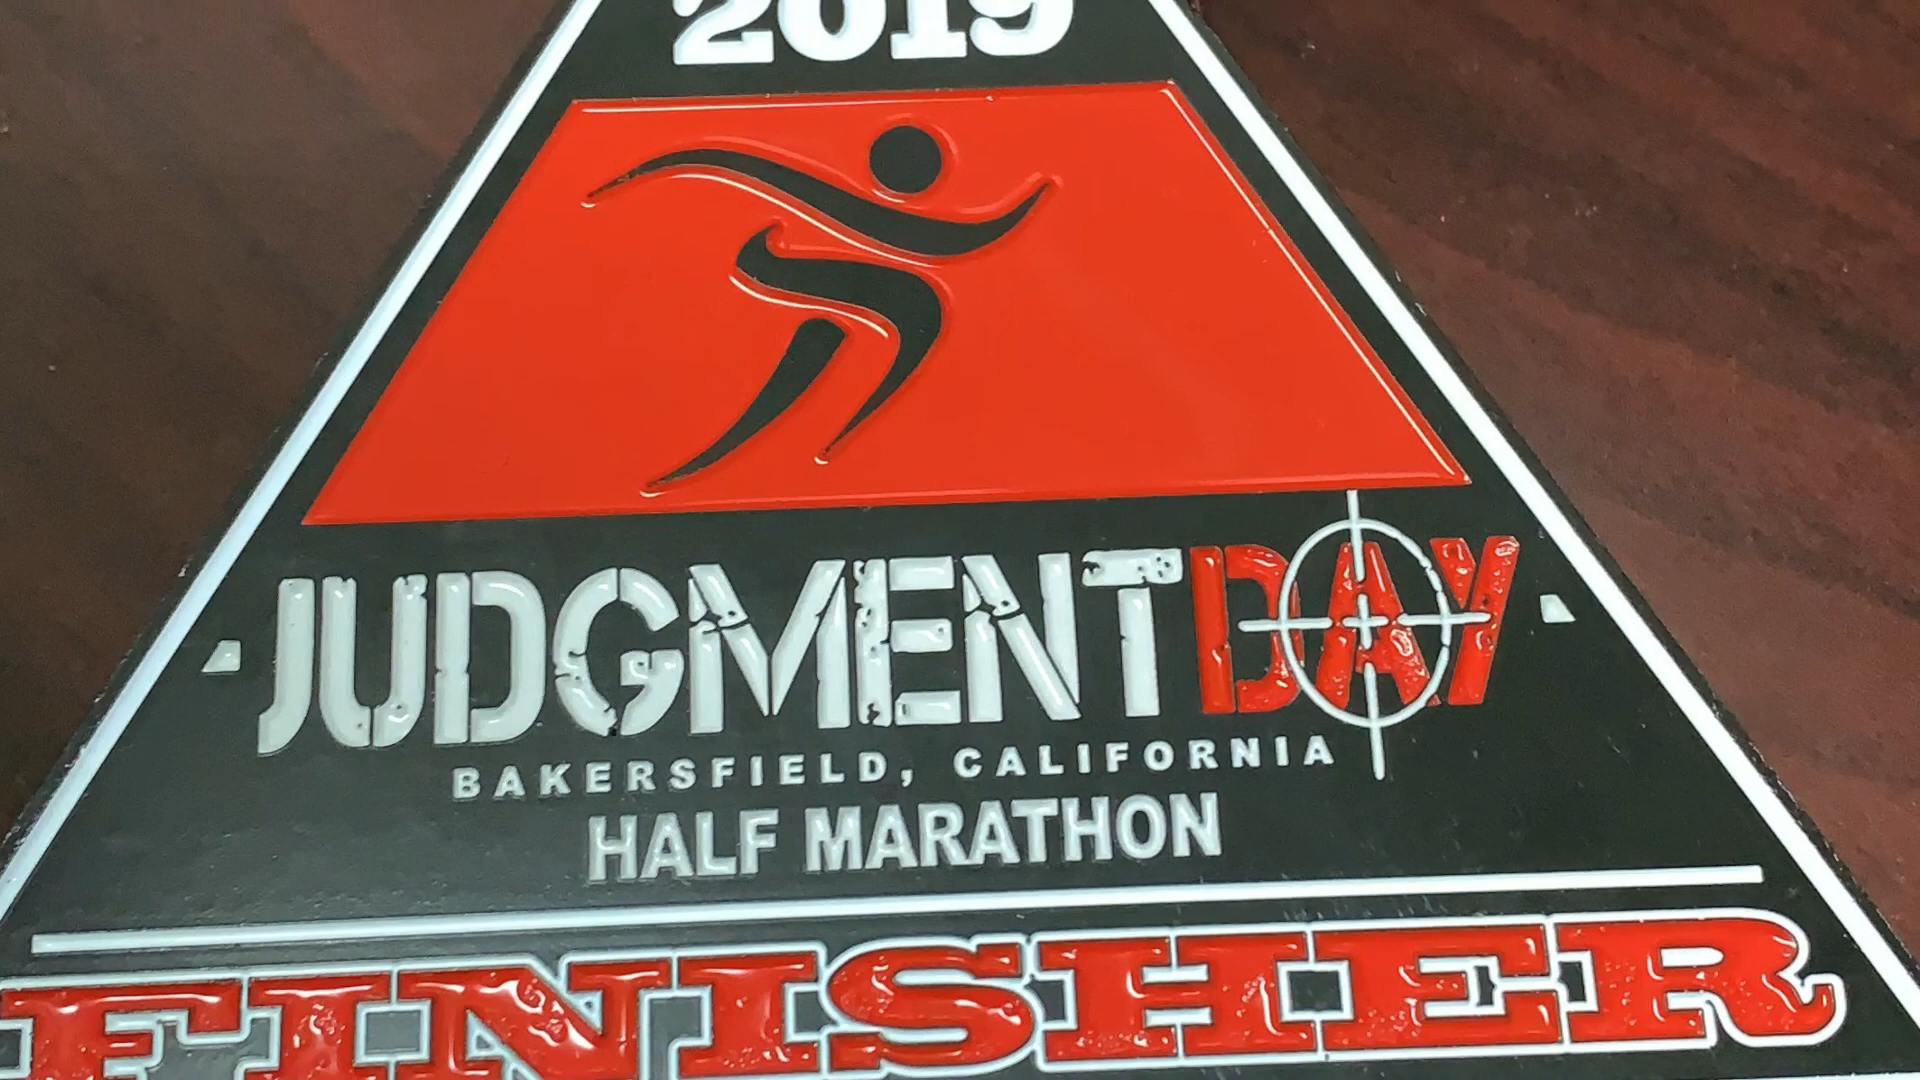 2019
JUDGMENTDAY
BAKERSFIELD, CALIFORNIA
HALF MARATHON
FINISHER